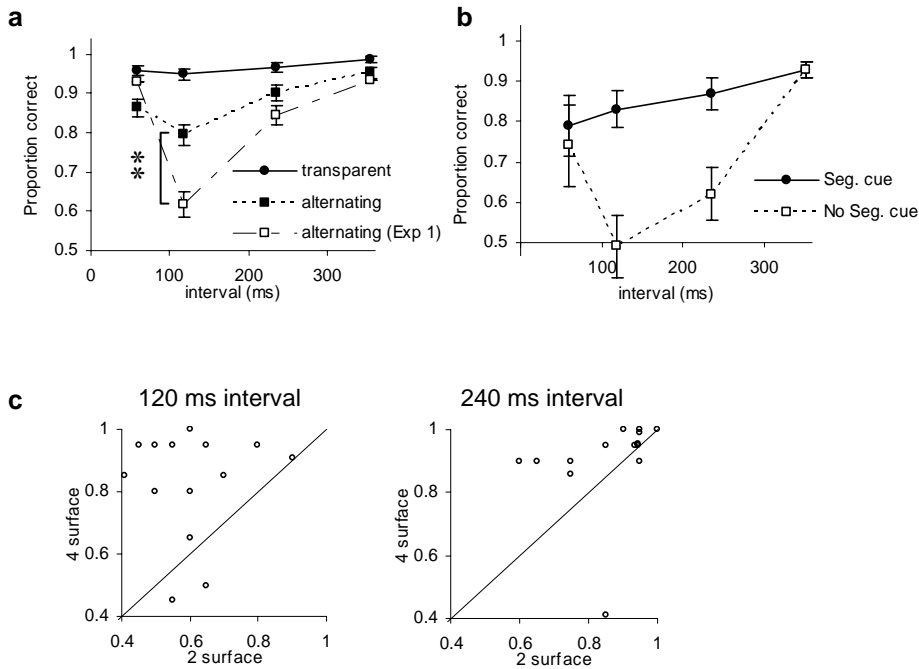 a
1
0.9
0.8
0.7
0.6
0.5
Proportion correct
**
transparent
alternating
alternating (Exp 1)
0 100 200 300
interval (ms)
b
1
0.9
0.8
0.7
0.6
0.5
Proportion correct
Seg. cue
No Seg. cue
100 200 300
interval (ms)
c
120 ms interval
1
0.8
0.6
0.4
4 surface
0.4 0.6 0.8 1
2 surface
240 ms interval
1
0.8
0.6
0.4
4 surface
0.4 0.6 0.8 1
2 surface